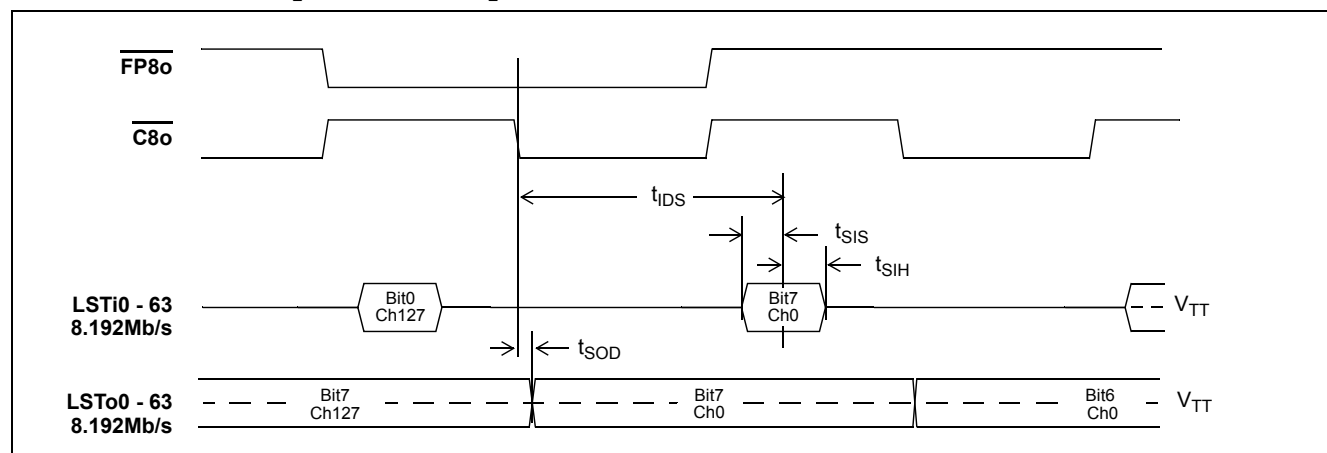 FP8o
C8o
tIDS
tSIS
tSIH
LSTi0 - 63
8.192Mb/s
Bit0
Ch127
Bit7
Ch0
VTT
tSOD
LSTo0 - 63
8.192Mb/s
Bit7
Ch127
Bit7
Ch0
Bit6
Ch0
VTT